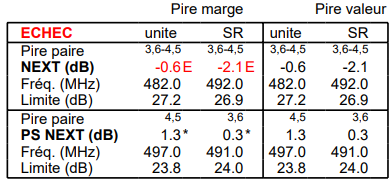 Pire marge Pire valeur
ECHEC unite SR unite SR
Pire paire 3,6-4,5 3,6-4,5 3,6-4,5 3,6-4,5
NEXT (dB) -0.6 E -2.1 E -0.6 -2.1
Fréq. (MHz) 482.0 492.0 482.0 492.0
Limite (dB) 27.2 26.9 27.2 26.9
Pire paire 4,5 3,6 4,5 3,6
PS NEXT (dB) 1.3 * 0.3 * 1.3 0.3
Fréq. (MHz) 497.0 491.0 497.0 491.0
Limite (dB) 23.8 24.0 23.8 24.0